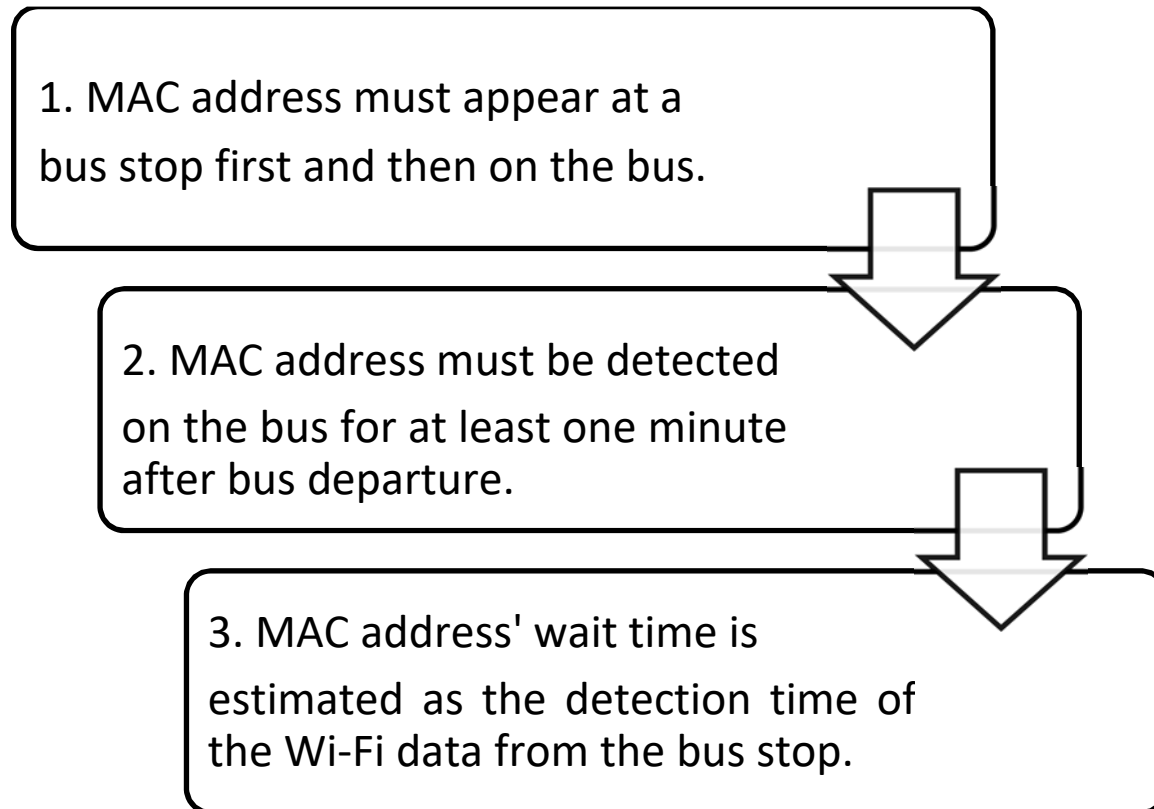 1. MAC address must appear at a
bus stop first and then on the bus.
2. MAC address must be detected
on the bus for at least one minute
after bus departure.
3. MAC address' wait time is
estimated as the detection time of
the Wi-Fi data from the bus stop.